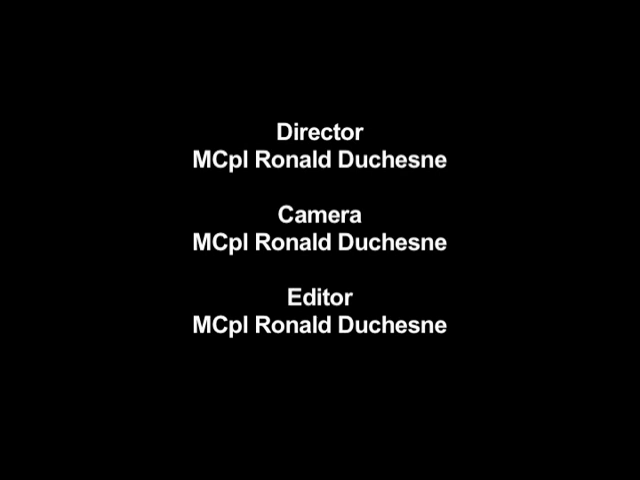 Director
MCpl Ronald Duchesne
Camera
MCpl Ronald Duchesne
Editor
MCpl Ronald Duchesne